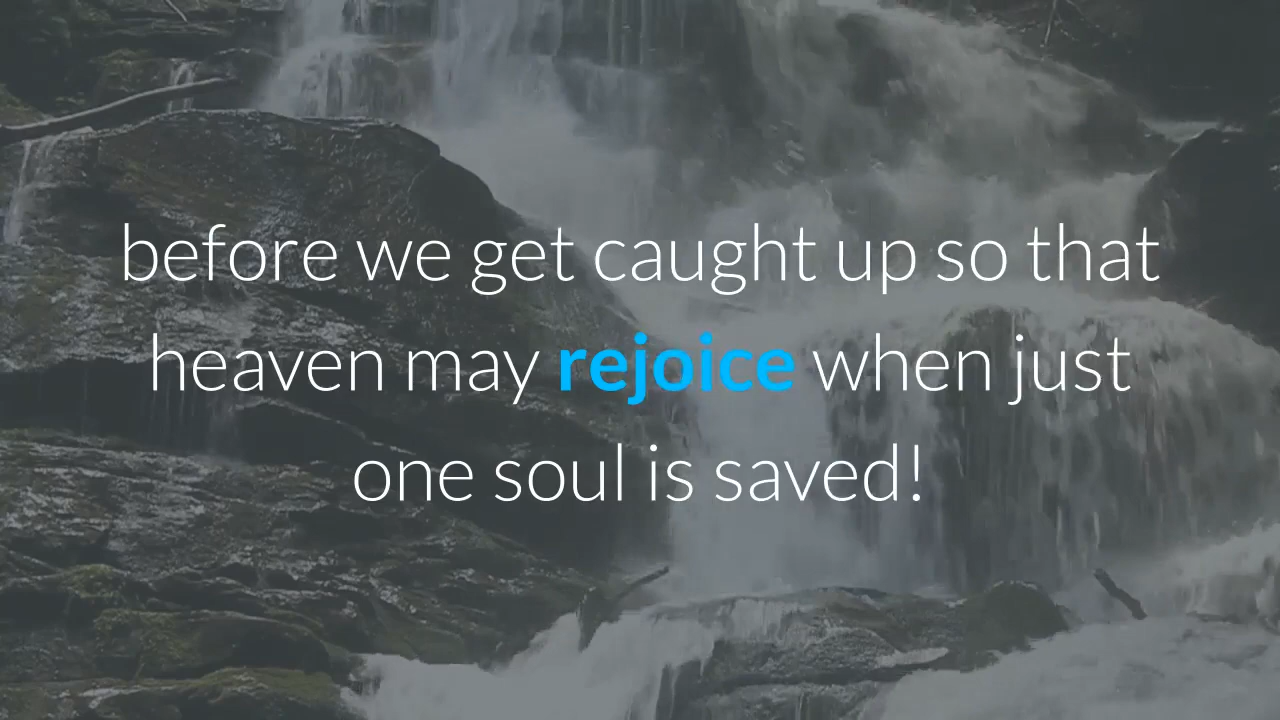 before we get caught up so that
heaven may rejoice when just
one soul is saved!